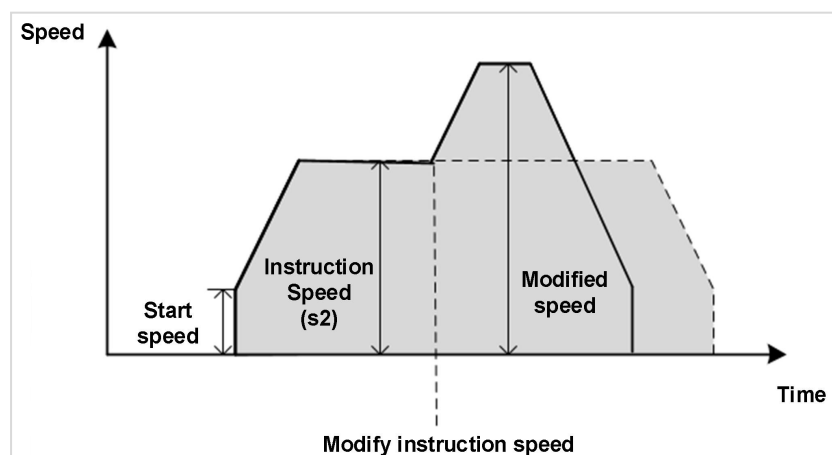 Speed
Instruction
Speed
(s2)
Start
speed
Modified
speed
Time
Modify instruction speed